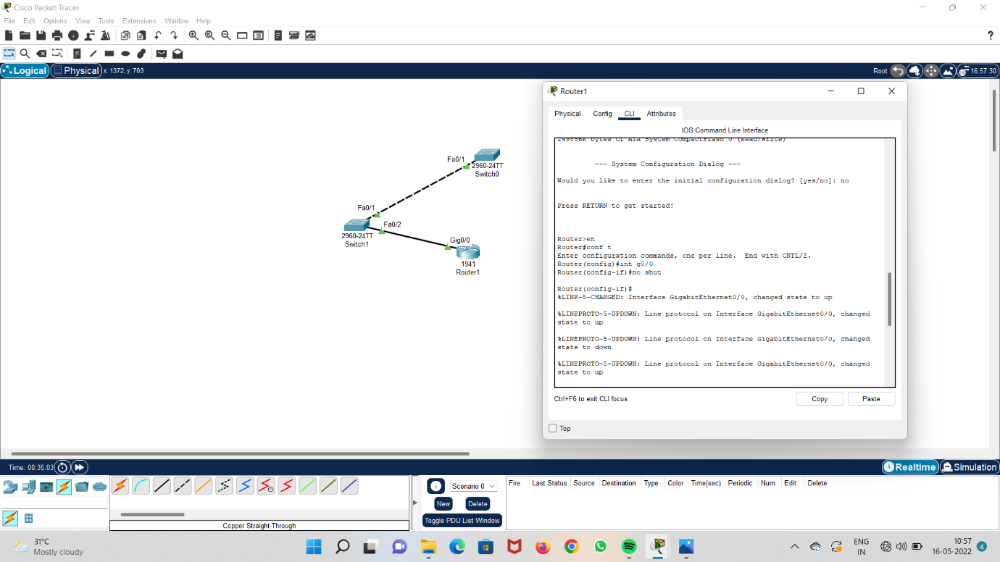 Cisco Packet Tracer
File Edit Options View Tools Extensions Window Help
Logical Physical x: 1372, y: 703 Root 16:57:30
Router1
Physical Config CLI Attributes
IOS Command Line Interface
249856K bytes of ATA System CompactFlash 0 (Read/Write)
--- System Configuration Dialog ---
Would you like to enter the initial configuration dialog? [yes/no]: no
Press RETURN to get started!
Router>en
Router#conf t
Enter configuration commands, one per line. End with CNTL/Z.
Router(config)#int g0/0
Router(config-if)#no shut
Router(config-if)#
%LINK-5-CHANGED: Interface GigabitEthernet0/0, changed state to up
%LINEPROTO-5-UPDOWN: Line protocol on Interface GigabitEthernet0/0, changed
state to up
%LINEPROTO-5-UPDOWN: Line protocol on Interface GigabitEthernet0/0, changed
state to down
%LINEPROTO-5-UPDOWN: Line protocol on Interface GigabitEthernet0/0, changed
state to up
Ctrl+F6 to exit CLI focus
Copy Paste
Top
Fa0/1
2960-24TT
Switch0
Fa0/1
Fa0/2
2960-24TT
Switch1
Gig0/0
1941
Router1
Time: 00:35:03 Realtime Simulation
Copper Straight-Through
Scenario 0
New Delete
Toggle PDU List Window
Fire Last Status Source Destination Type Color Time(sec) Periodic Num Edit Delete
31°C
Mostly cloudy
ENG
IN
10:57
16-05-2022
4